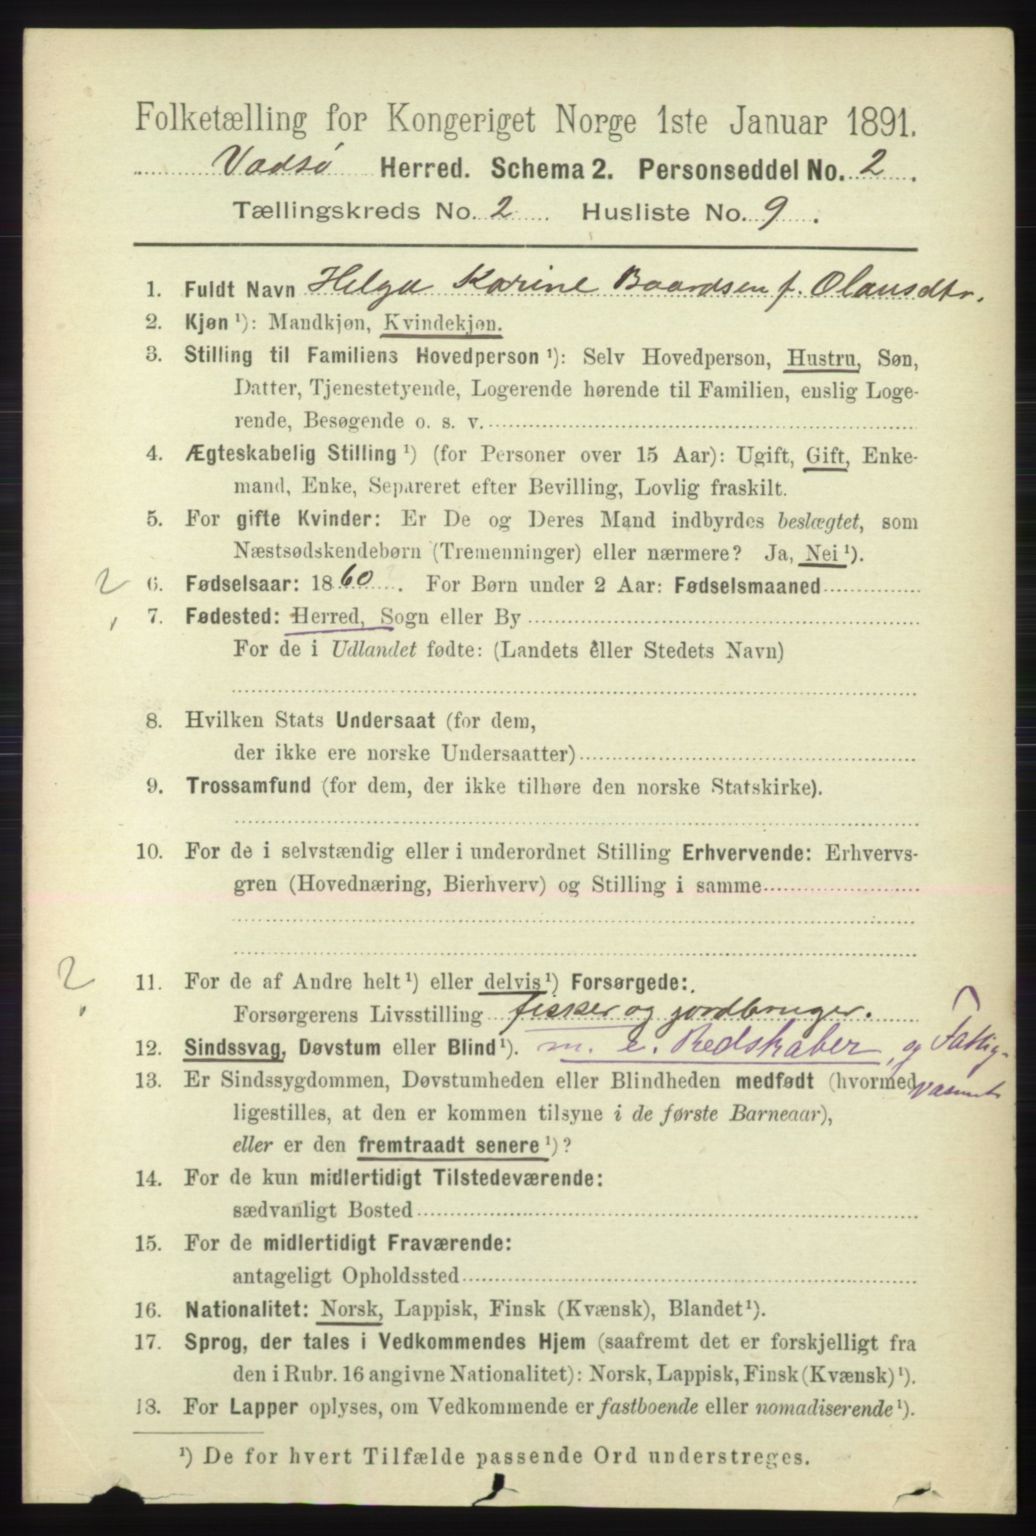 Folketælling for Kongeriget Norge 1ste Januar 1891.
Vadsø Herred. Schema 2. Personseddel No. 2.
Tællingskreds No. 2 Husliste No. 9.
1. Fuldt Navn Helga Karine Baardsen f. Olausdtr.
2. Kjøn ¹): Mandkjøn, Kvindekjøn.
3. Stilling til Familiens Hovedperson ¹): Selv Hovedperson, Hustru, Søn,
Datter, Tjenestetyende, Logerende hørende til Familien, enslig Loge-
rende, Besøgende o. s. v.
4. Ægteskabelig Stilling ¹) (for Personer over 15 Aar): Ugift, Gift, Enke-
mand, Enke, Separeret efter Bevilling, Lovlig fraskilt.
5. For gifte Kvinder: Er De og Deres Mand indbyrdes beslægtet, som
Næstsødskendebørn (Tremenninger) eller nærmere? Ja, Nei ¹).
2 6. Fødselsaar: 1860. For Børn under 2 Aar: Fødselsmaaned
7. Fødested: Herred, Sogn eller By
For de i Udlandet fødte: (Landets eller Stedets Navn)
8. Hvilken Stats Undersaat (for dem,
der ikke ere norske Undersaatter)
9. Trossamfund (for dem, der ikke tilhøre den norske Statskirke).
10. For de i selvstændig eller i underordnet Stilling Erhvervende: Erhvervs-
gren (Hovednæring, Bierhverv) og Stilling i samme
2 11. For de af Andre helt ¹) eller delvis ¹) Forsørgede:
Forsørgerens Livsstilling fisker og jordbruger.
12. Sindssvag, Døvstum eller Blind ¹). m. e. Redskaber, og Fattig-
13. Er Sindssygdommen, Døvstumheden eller Blindheden medfødt (hvormed
ligestilles, at den er kommen tilsyne i de første Barneaar),
eller er den fremtraadt senere ¹)?
14. For de kun midlertidigt Tilstedeværende:
sædvanligt Bosted
15. For de midlertidigt Fraværende:
antageligt Opholdssted
16. Nationalitet: Norsk, Lappisk, Finsk (Kvænsk), Blandet ¹).
17. Sprog, der tales i Vedkommendes Hjem (saafremt det er forskjelligt fra
den i Rubr. 16 angivne Nationalitet): Norsk, Lappisk, Finsk (Kvænsk) ¹).
18. For Lapper oplyses, om Vedkommende er fastboende eller nomadiserende ¹).
¹) De for hvert Tilfælde passende Ord understreges.